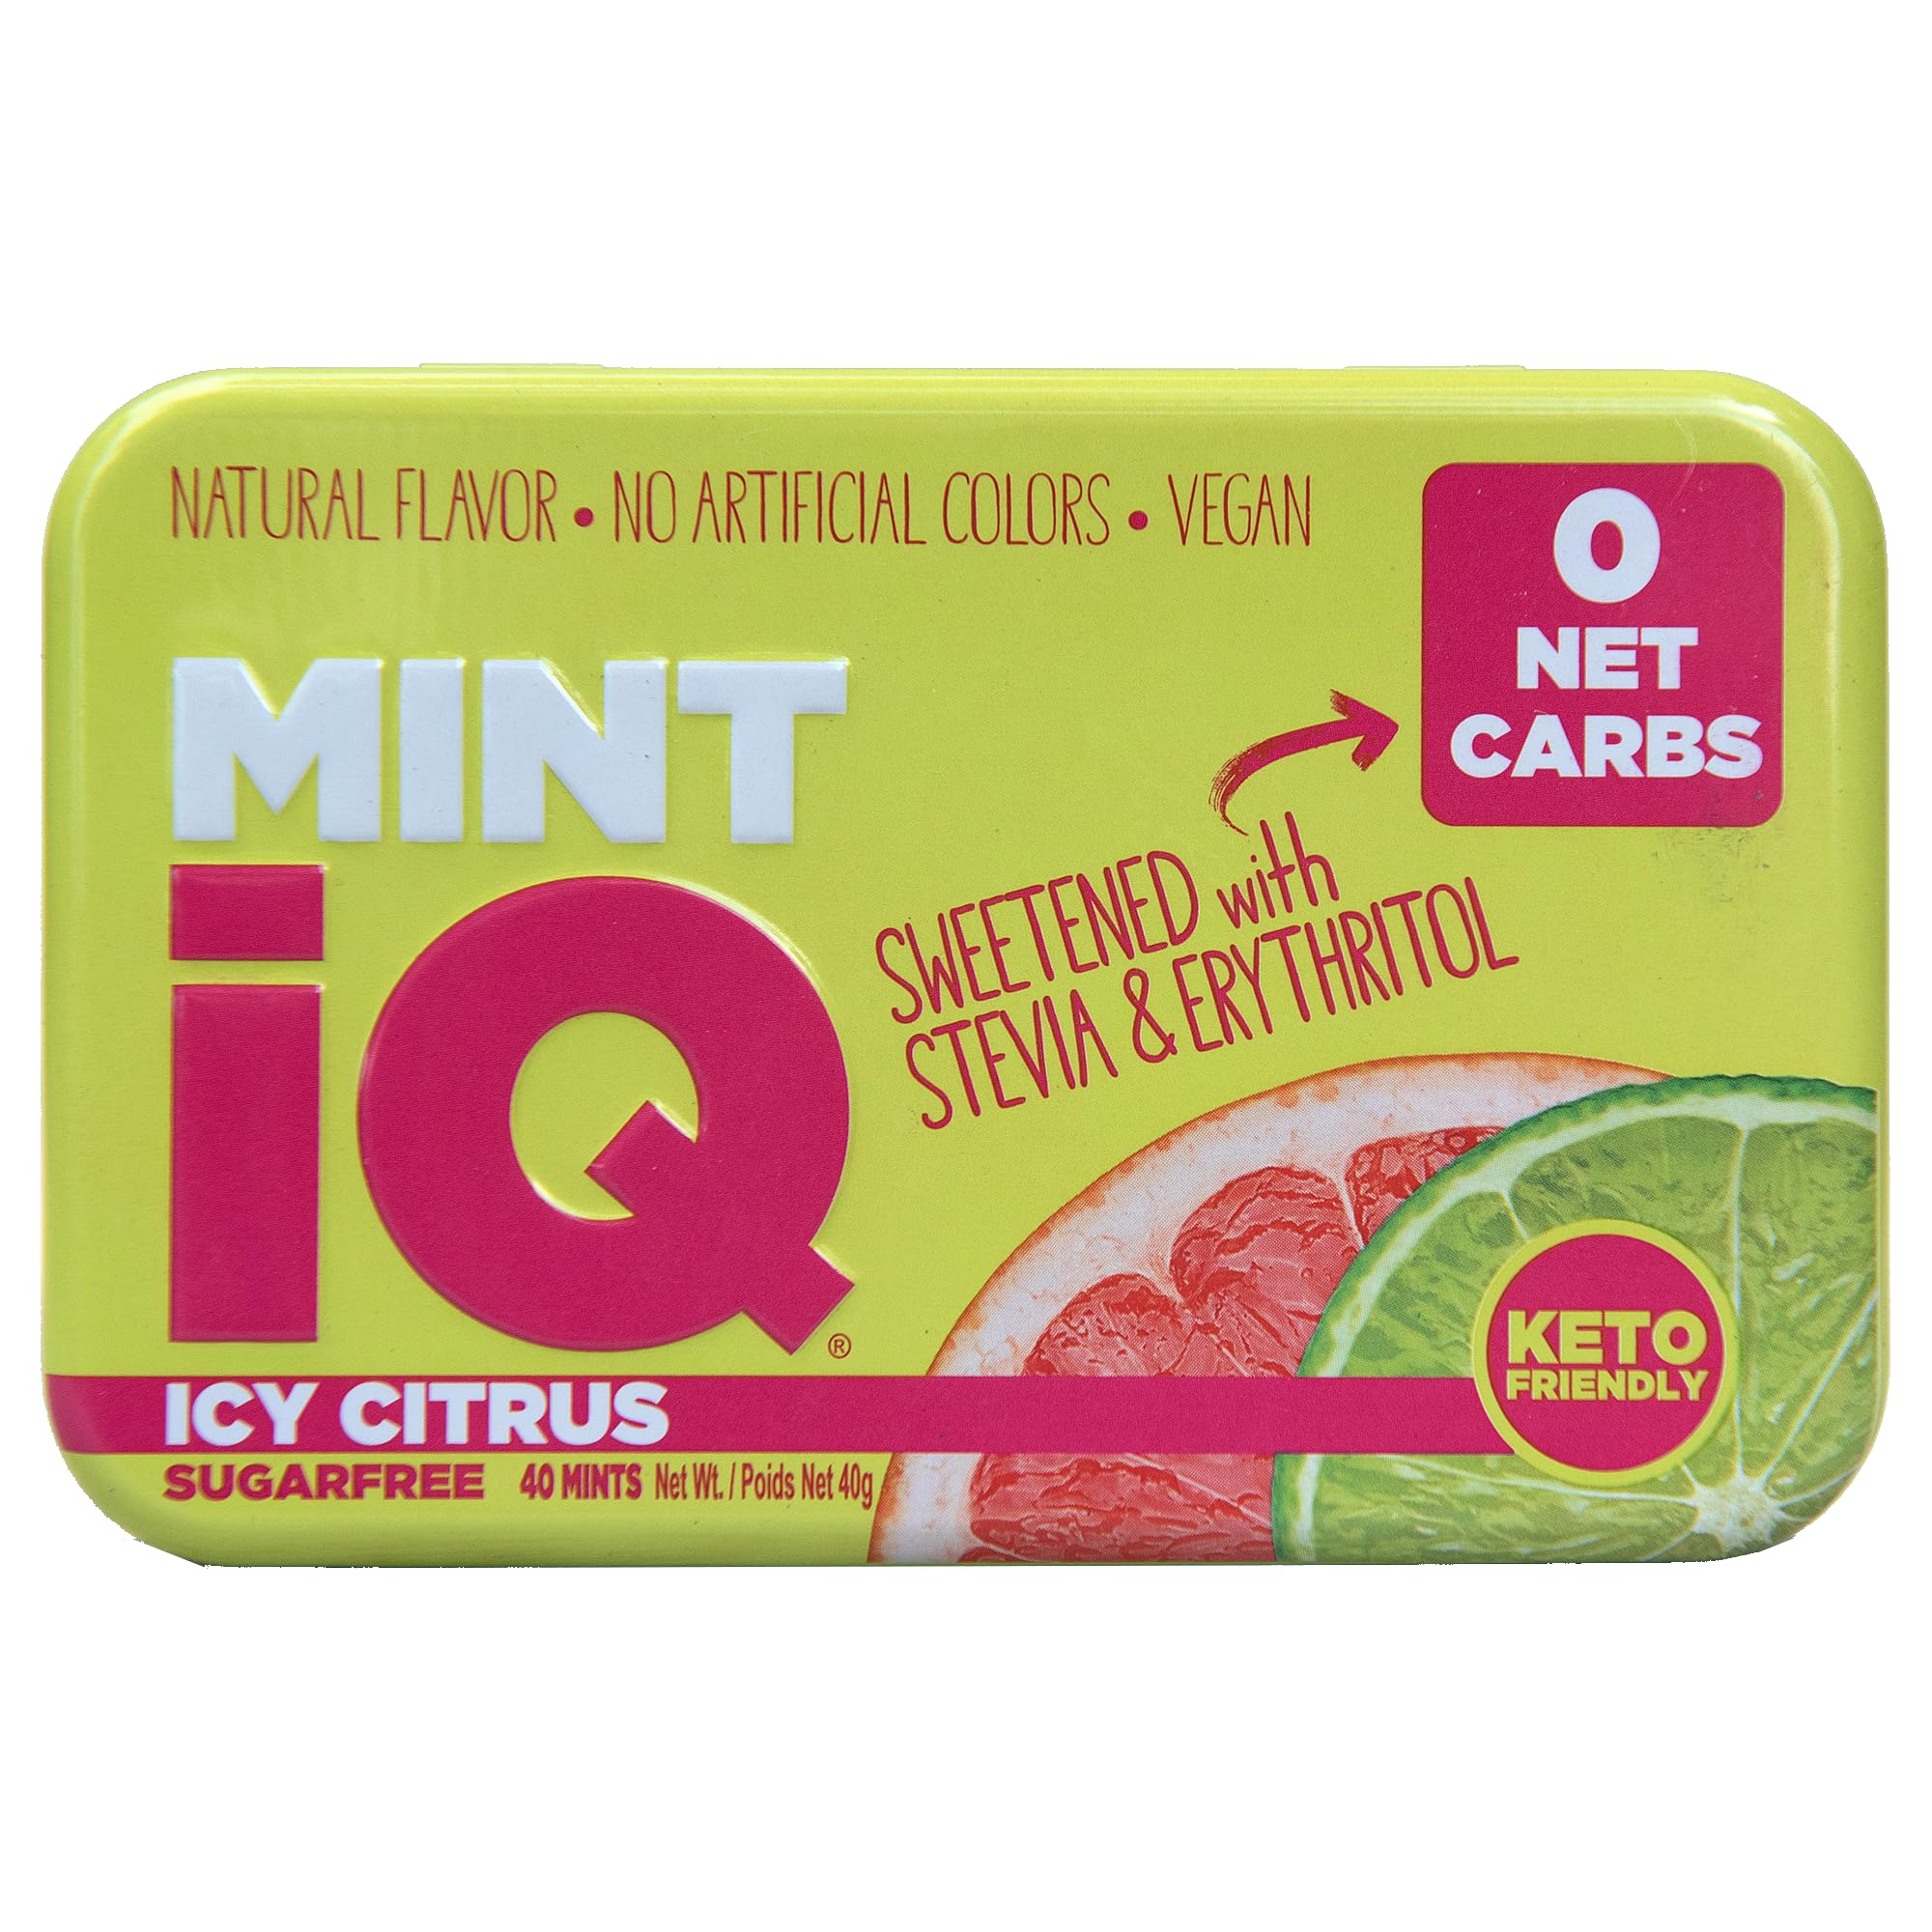 NATURAL FLAVOR • NO ARTIFICIAL COLORS • VEGAN
0
NET
CARBS
MINT
iQ®
SWEETENED with
STEVIA & ERYTHRITOL
KETO
FRIENDLY
ICY CITRUS
SUGARFREE 40 MINTS Net Wt. / Poids Net 40g